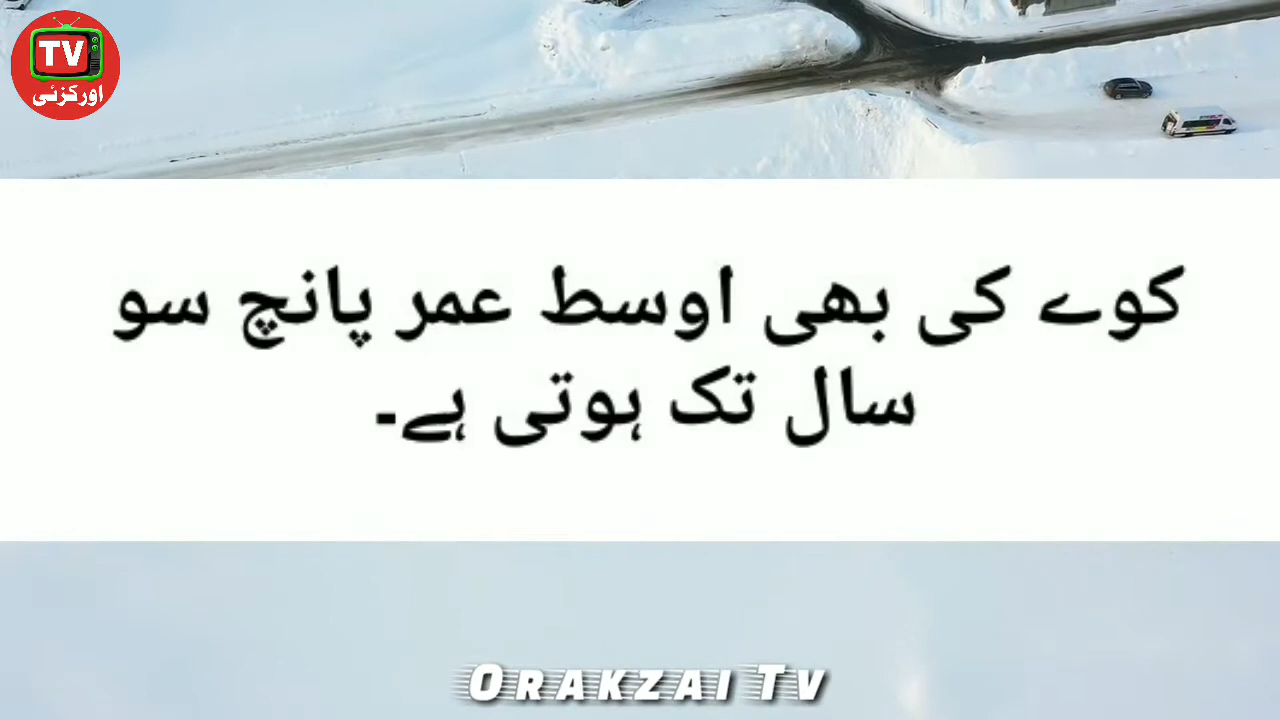 TV
اورکزئی
کوے کی بھی اوسط عمر پانچ سو
سال تک ہوتی ہے۔
ORAKZAI TV